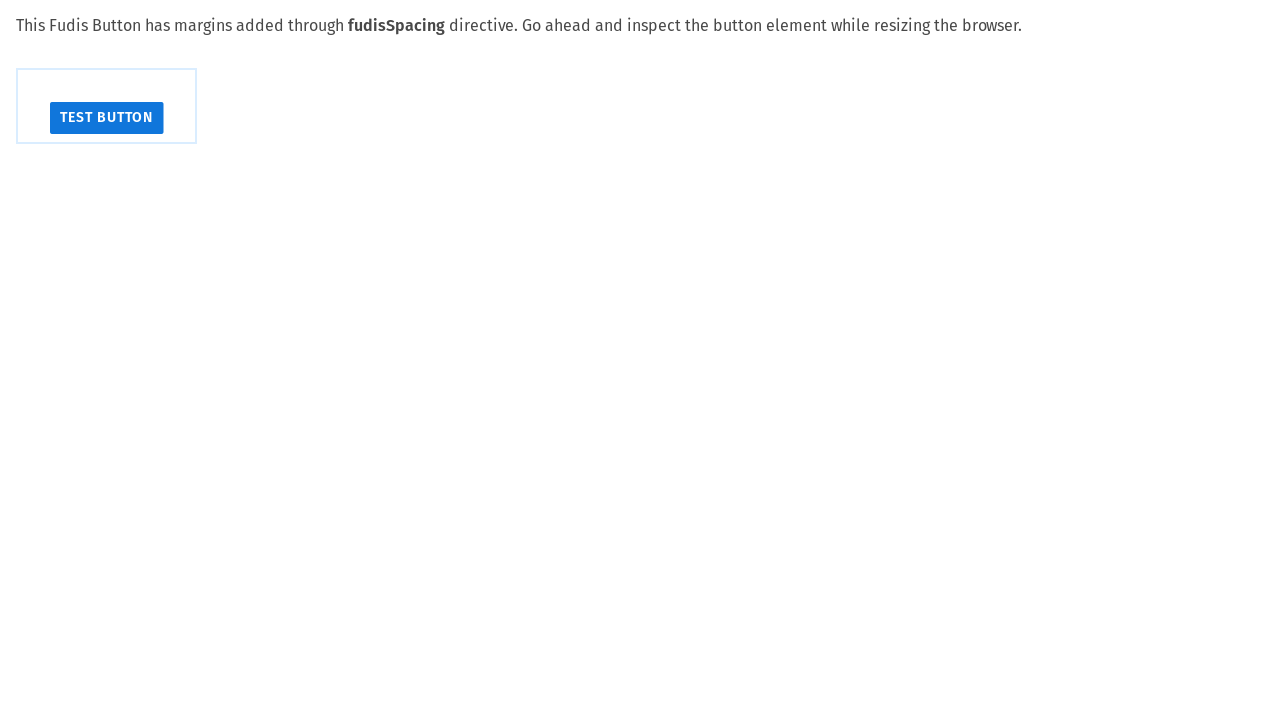 This Fudis Button has margins added through fudisSpacing directive. Go ahead and inspect the button element while resizing the browser.
TEST BUTTON